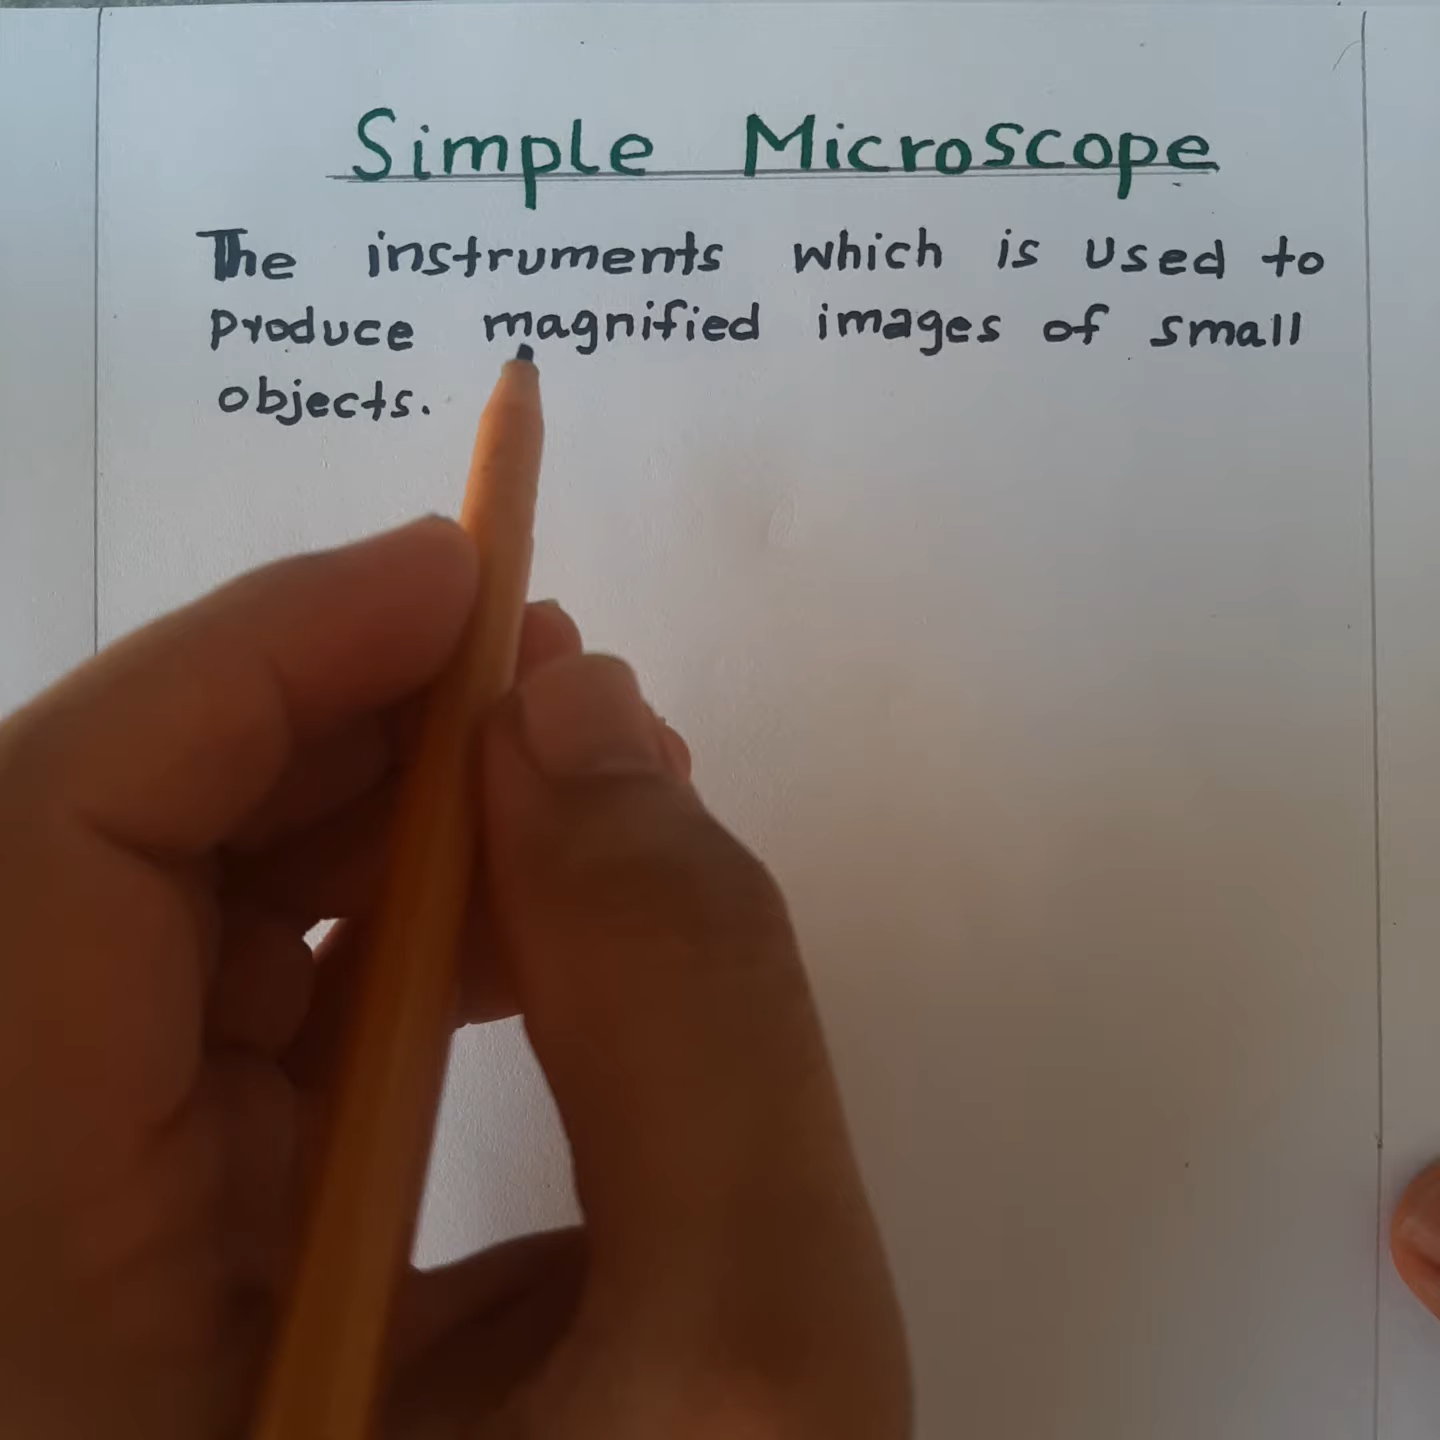 Simple Microscope
The instruments which is used to
produce magnified images of small
objects.